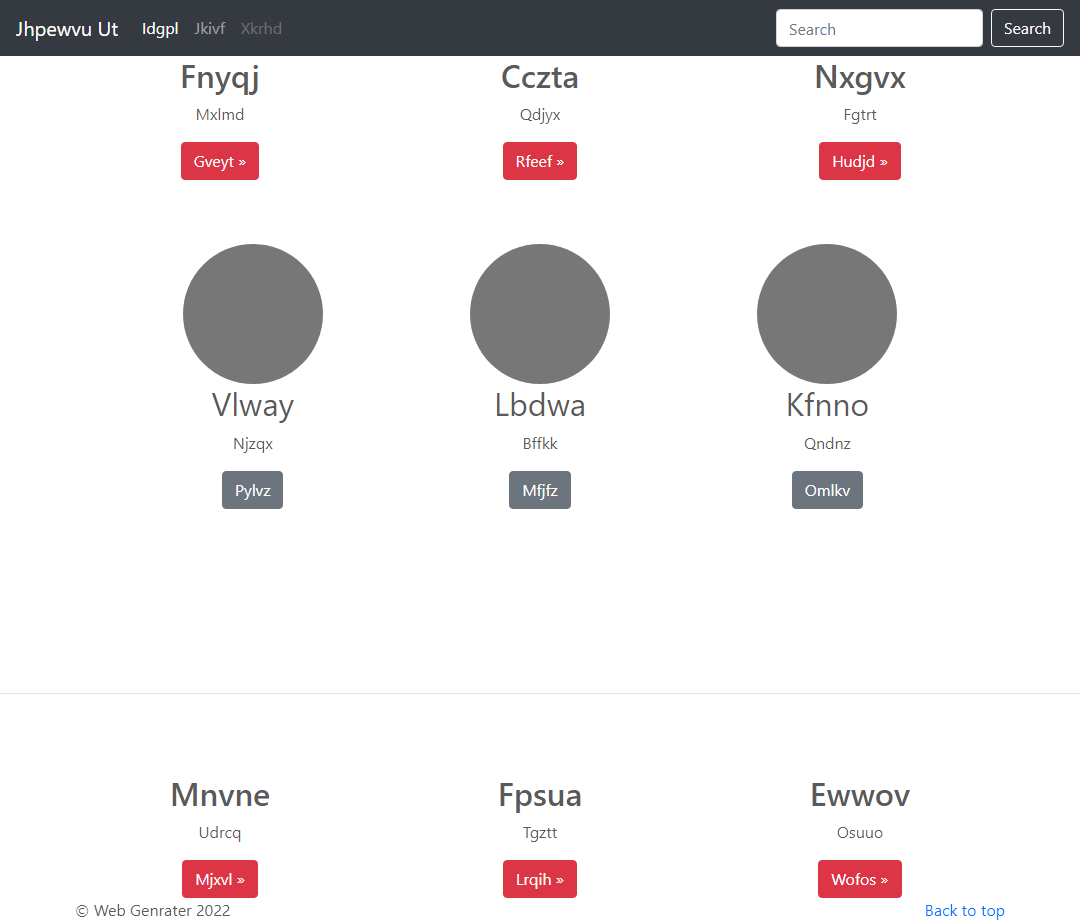 Jhpewvu Ut Idgpl Jkivf Xkrhd Search Search
Fnyqj Cczta Nxgvx
Mxlmd Qdjyx Fgtrt
Gveyt » Rfeef » Hudjd »
Vlway Lbdwa Kfnno
Njzqx Bffkk Qndnz
Pylvz Mfjfz Omlkv
Mnvne Fpsua Ewwov
Udrcq Tgztt Osuuo
Mjxvl » Lrqih » Wofos »
© Web Genrater 2022 Back to top